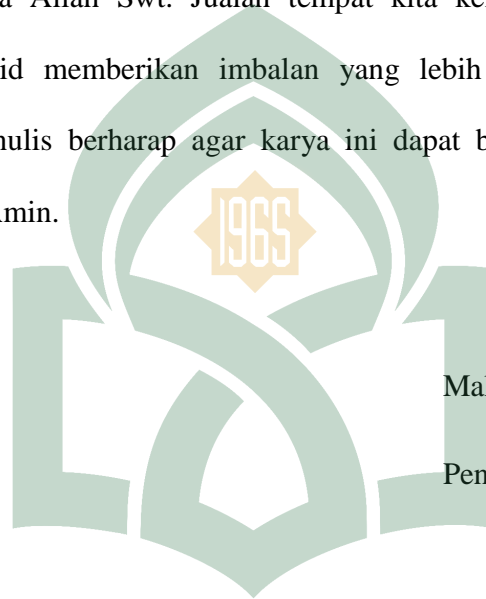 a Allah Swt. Jualah tempat kita ke
id memberikan imbalan yang lebih
nulis berharap agar karya ini dapat b
Amin.
1965
Mak
Pen